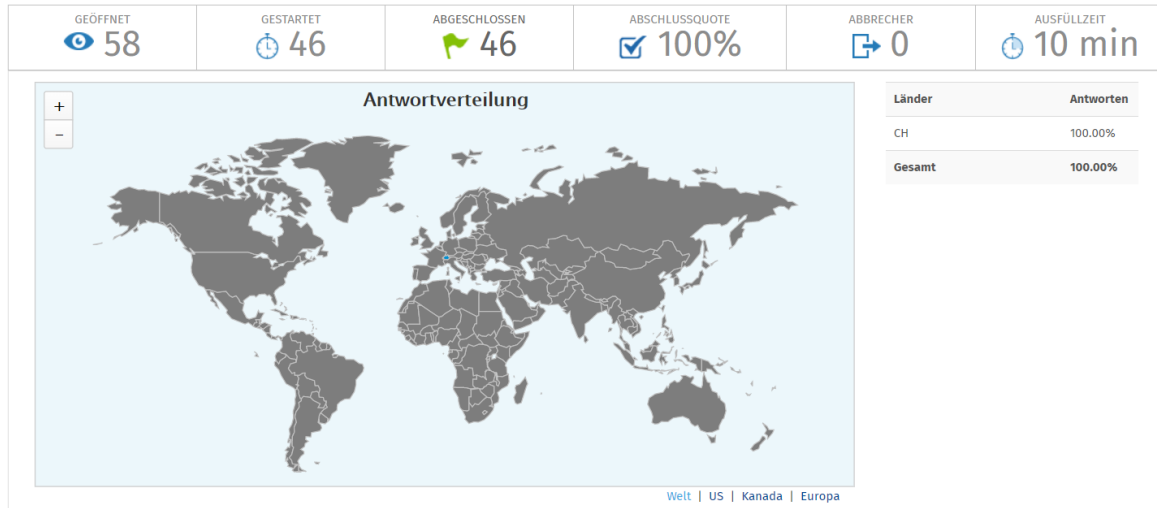 GEÖFFNET
58
GESTARTET
46
ABGESCHLOSSEN
46
ABSCHLUSSQUOTE
100%
ABBRECHER
0
AUSFÜLLZEIT
10 min
+
−
Antwortverteilung
Länder Antworten
CH 100.00%
Gesamt 100.00%
Welt | US | Kanada | Europa